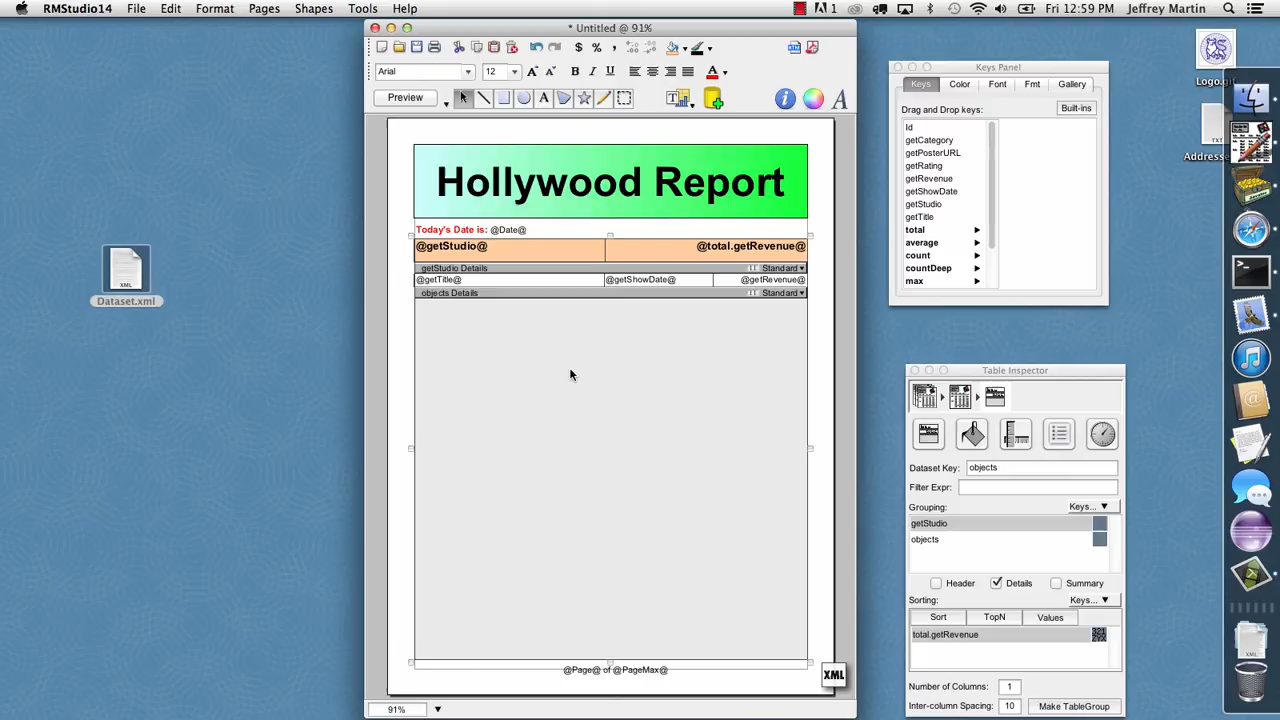 RMStudio14 File Edit Format Pages Shapes Tools Help 1 Fri 12:59 PM Jeffrey Martin
* Untitled @ 91%
$ % ,
Arial 12 B I U A
Preview A T i A
Hollywood Report
Today's Date is: @Date@
@getStudio@ @total.getRevenue@
getStudio Details Standard
@getTitle@ @getShowDate@ @getRevenue@
objects Details Standard
@Page@ of @PageMax@
XML
91%
XML
Dataset.xml
Keys Panel
Keys Color Font Fmt Gallery
Drag and Drop keys: Built-ins
Id
getCategory
getPosterURL
getRating
getRevenue
getShowDate
getStudio
getTitle
total
average
count
countDeep
max
Table Inspector
Dataset Key: objects
Filter Expr:
Grouping: Keys...
getStudio
objects
Header Details Summary
Sorting: Keys...
Sort TopN Values
total.getRevenue
Number of Columns: 1
Inter-column Spacing: 10 Make TableGroup
TXT